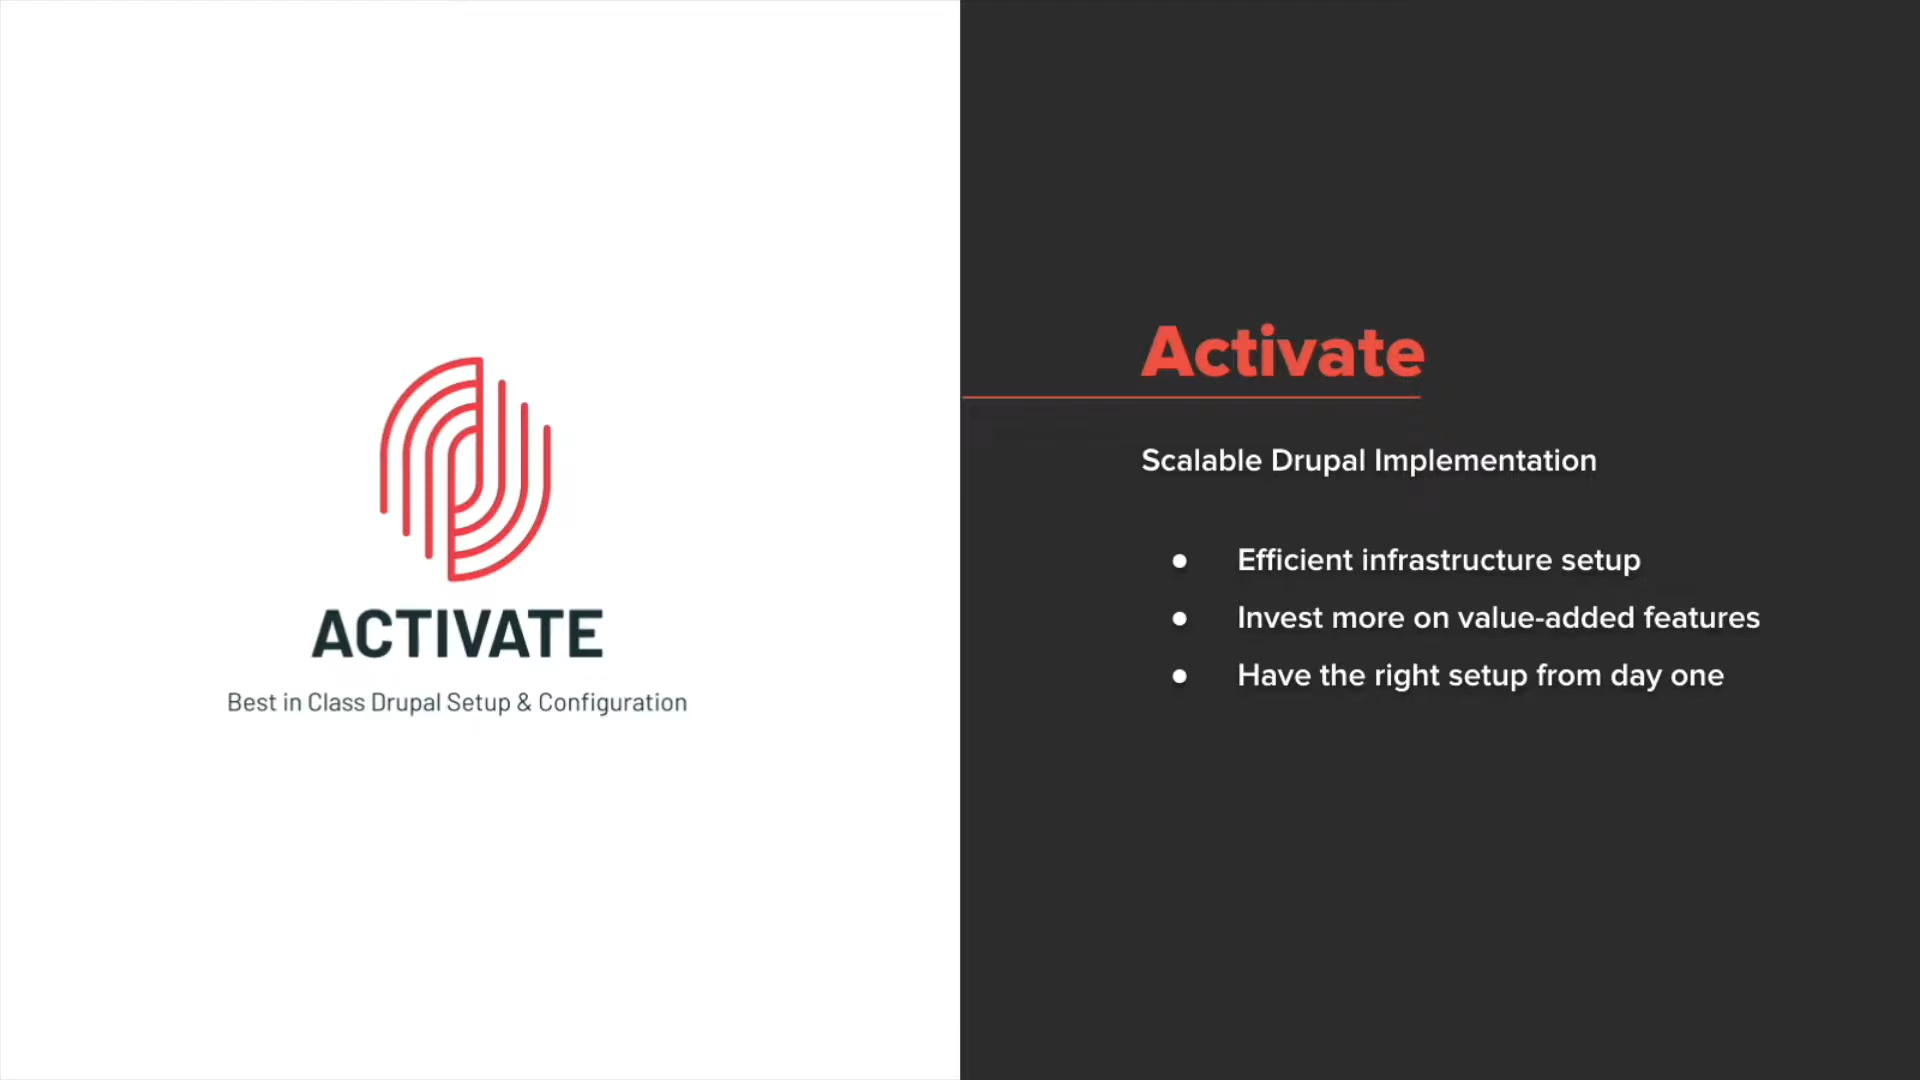 ACTIVATE
Best in Class Drupal Setup & Configuration
Activate
Scalable Drupal Implementation
● Efficient infrastructure setup
● Invest more on value-added features
● Have the right setup from day one